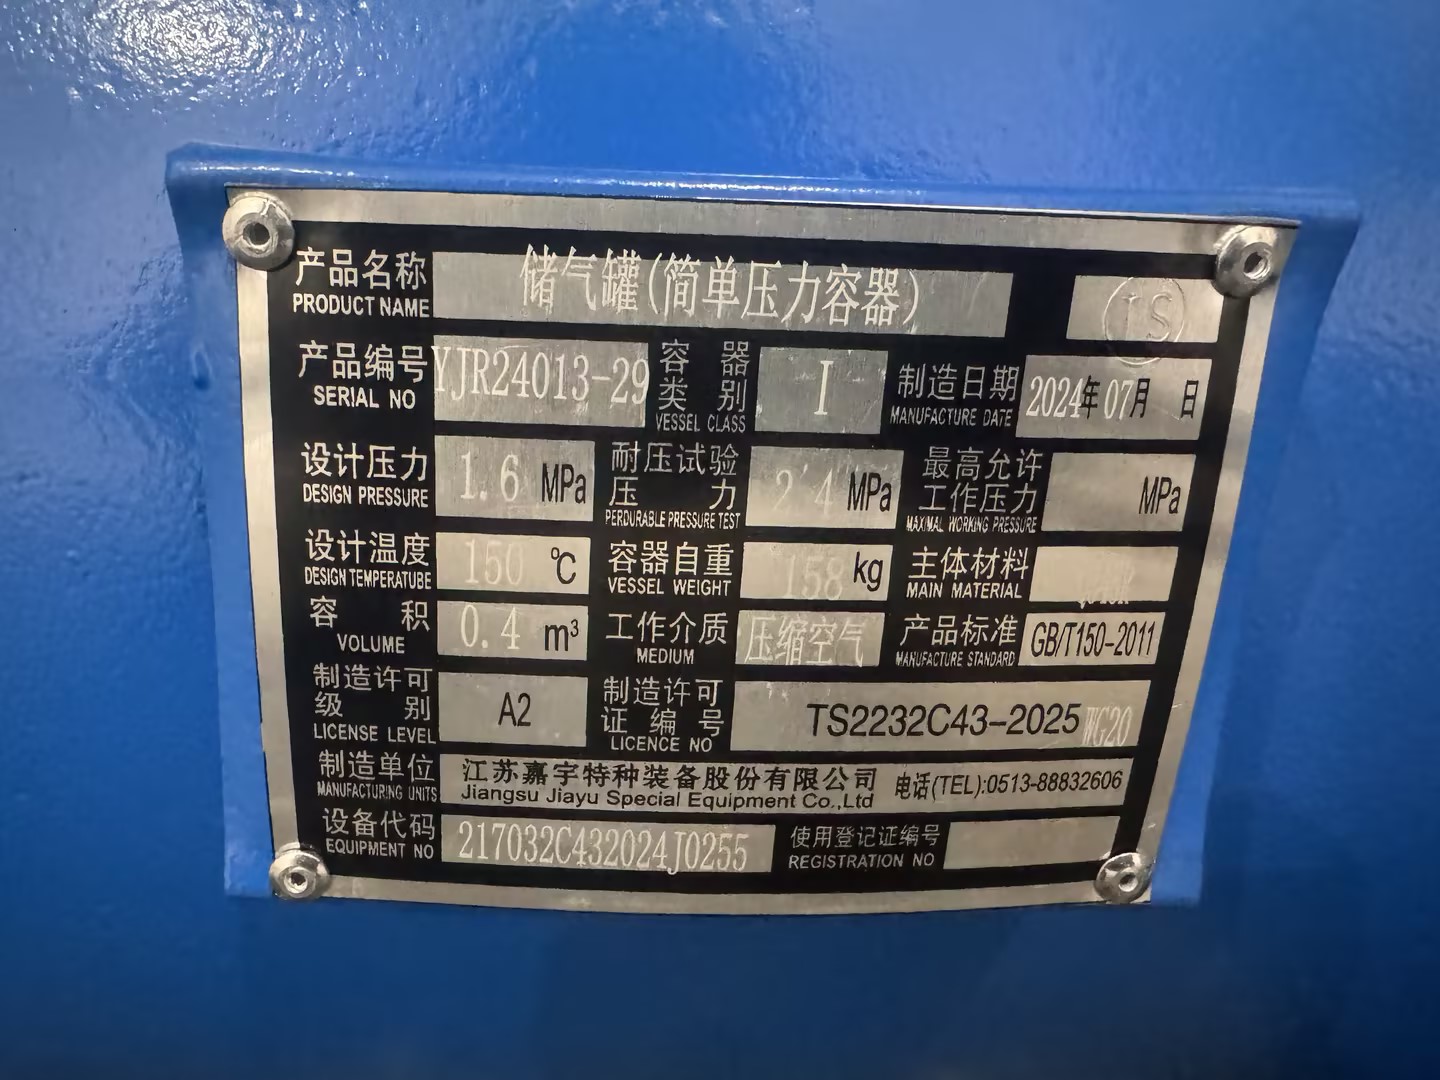 产品名称 储气罐(简单压力容器)
PRODUCT NAME
产品编号 YJR24013-29 容器类别 I 制造日期 2024年07月 日
SERIAL NO VESSEL CLASS MANUFACTURE DATE
设计压力 1.6 MPa 耐压试验压力 2.4 MPa 最高允许工作压力 MPa
DESIGN PRESSURE PERDURABLE PRESSURE TEST MAXIMAL WORKING PRESSURE
设计温度 150 ℃ 容器自重 158 kg 主体材料
DESIGN TEMPERATUBE VESSEL WEIGHT MAIN MATERIAL
容积 0.4 m³ 工作介质 压缩空气 产品标准 GB/T150-2011
VOLUME MEDIUM MANUFACTURE STANDARD
制造许可级别 A2 制造许可证编号 TS2232C43-2025 WG20
LICENSE LEVEL LICENCE NO
制造单位 江苏嘉宇特种装备股份有限公司 电话(TEL):0513-88832606
MANUFACTURING UNITS Jiangsu Jiayu Special Equipment Co.,Ltd
设备代码 217032C432024J0255 使用登记证编号
EQUIPMENT NO REGISTRATION NO